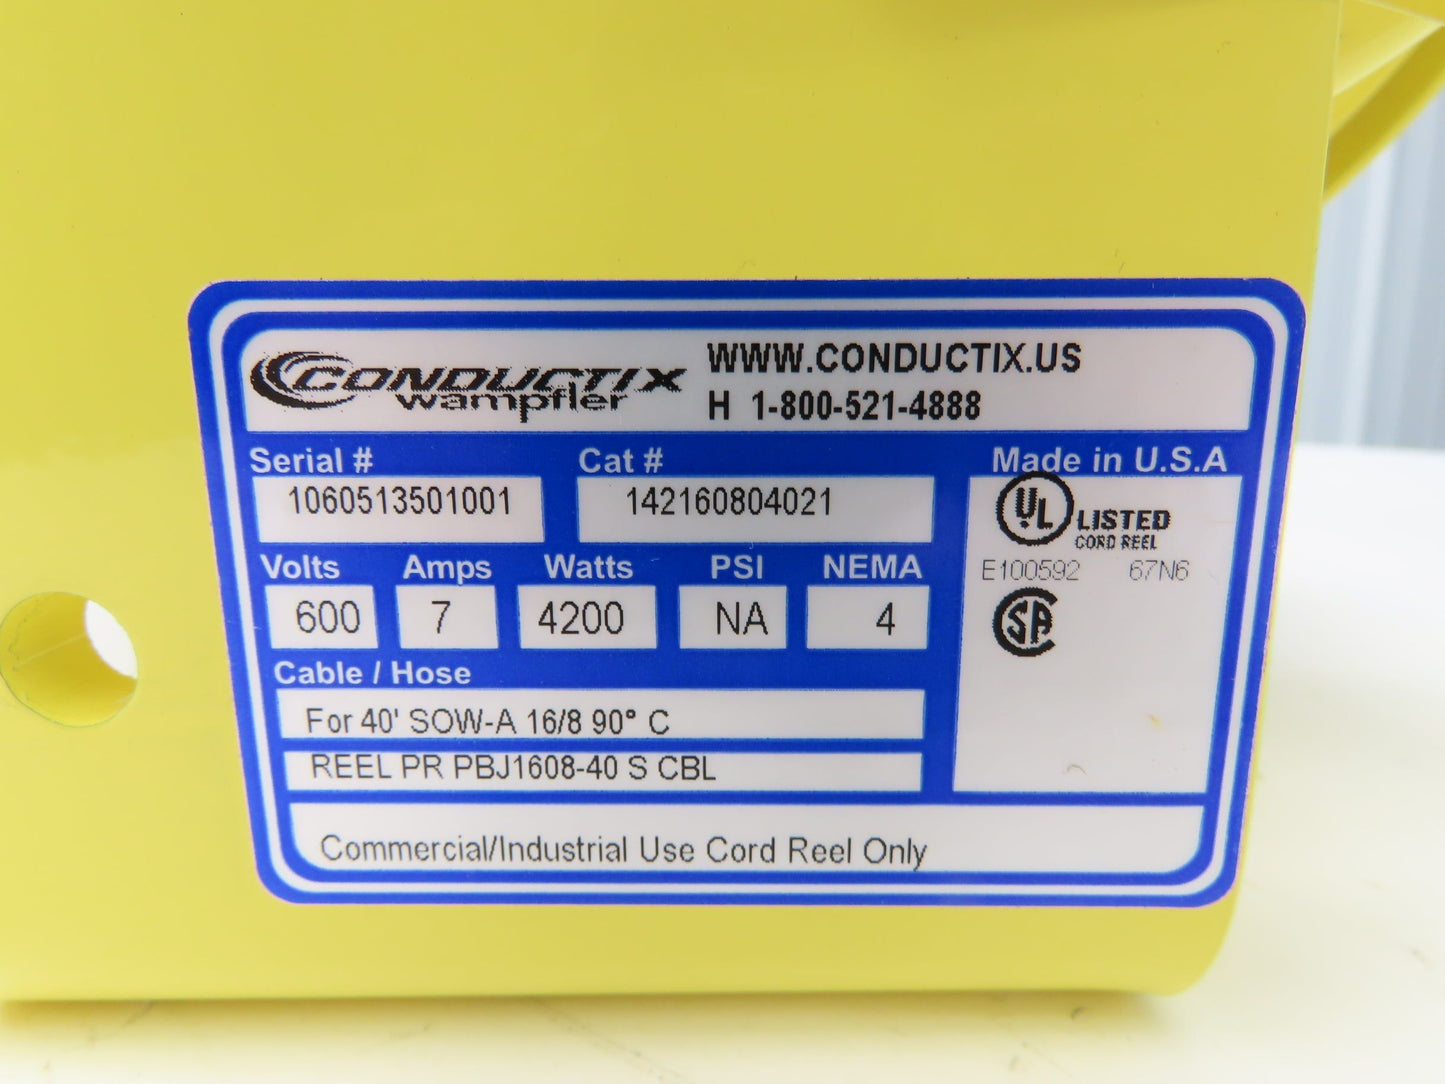 CONDUCTIX
wampfler
WWW.CONDUCTIX.US
H 1-800-521-4888
Serial #
1060513501001
Cat #
142160804021
Made in U.S.A
UL LISTED
CORD REEL
E100592 67N6
CSA
Volts Amps Watts PSI NEMA
600 7 4200 NA 4
Cable / Hose
For 40' SOW-A 16/8 90° C
REEL PR PBJ1608-40 S CBL
Commercial/Industrial Use Cord Reel Only